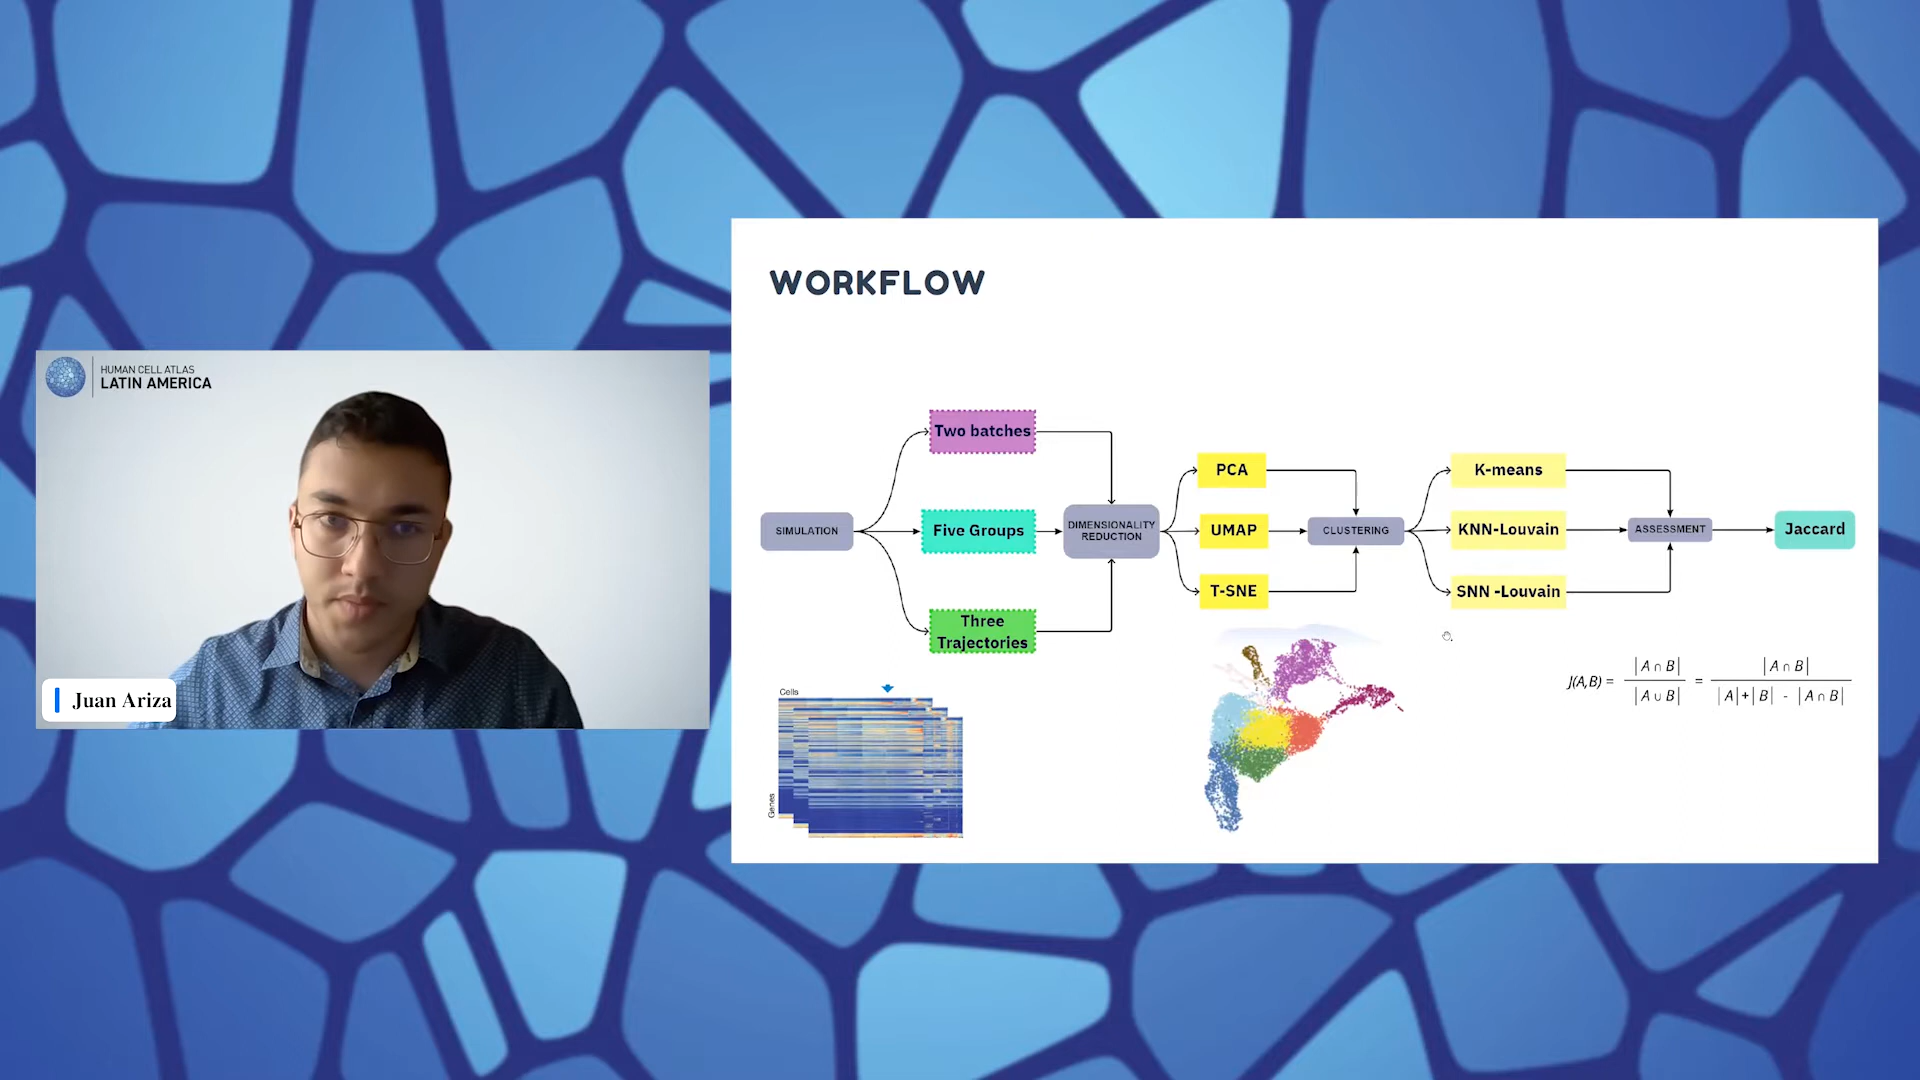 HUMAN CELL ATLAS
LATIN AMERICA
Juan Ariza
WORKFLOW
SIMULATION
Two batches
Five Groups
Three
Trajectories
DIMENSIONALITY
REDUCTION
PCA
UMAP
T-SNE
CLUSTERING
K-means
KNN-Louvain
SNN -Louvain
ASSESSMENT
Jaccard
Cells
Genes
J(A,B) = |A ∩ B| / |A ∪ B| = |A ∩ B| / |A| + |B| - |A ∩ B|